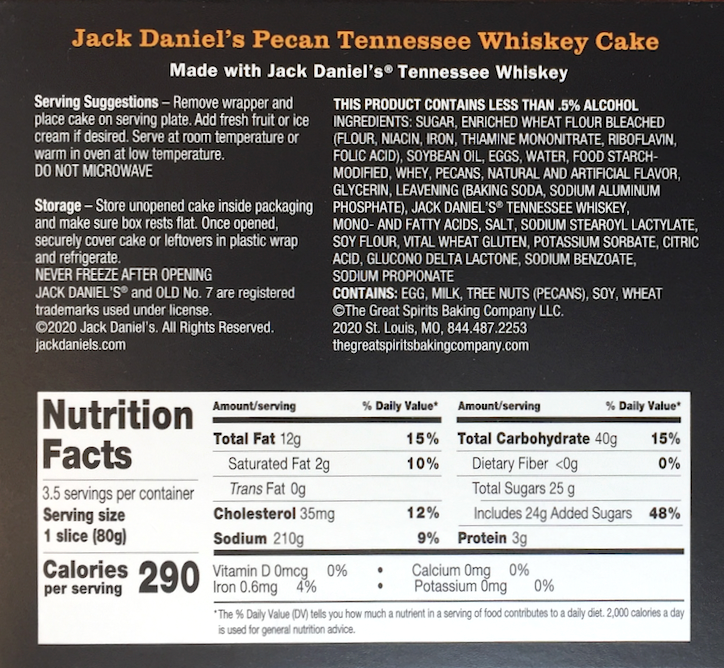 Jack Daniel's Pecan Tennessee Whiskey Cake
Made with Jack Daniel's® Tennessee Whiskey
Serving Suggestions – Remove wrapper and
place cake on serving plate. Add fresh fruit or ice
cream if desired. Serve at room temperature or
warm in oven at low temperature.
DO NOT MICROWAVE
Storage – Store unopened cake inside packaging
and make sure box rests flat. Once opened,
securely cover cake or leftovers in plastic wrap
and refrigerate.
NEVER FREEZE AFTER OPENING
JACK DANIEL'S® and OLD No. 7 are registered
trademarks used under license.
©2020 Jack Daniel's. All Rights Reserved.
jackdaniels.com
THIS PRODUCT CONTAINS LESS THAN .5% ALCOHOL
INGREDIENTS: SUGAR, ENRICHED WHEAT FLOUR BLEACHED
(FLOUR, NIACIN, IRON, THIAMINE MONONITRATE, RIBOFLAVIN,
FOLIC ACID), SOYBEAN OIL, EGGS, WATER, FOOD STARCH-
MODIFIED, WHEY, PECANS, NATURAL AND ARTIFICIAL FLAVOR,
GLYCERIN, LEAVENING (BAKING SODA, SODIUM ALUMINUM
PHOSPHATE), JACK DANIEL'S® TENNESSEE WHISKEY,
MONO- AND FATTY ACIDS, SALT, SODIUM STEAROYL LACTYLATE,
SOY FLOUR, VITAL WHEAT GLUTEN, POTASSIUM SORBATE, CITRIC
ACID, GLUCONO DELTA LACTONE, SODIUM BENZOATE,
SODIUM PROPIONATE
CONTAINS: EGG, MILK, TREE NUTS (PECANS), SOY, WHEAT
©The Great Spirits Baking Company LLC.
2020 St. Louis, MO, 844.487.2253
thegreatspiritsbakingcompany.com
Nutrition
Facts
3.5 servings per container
Serving size
1 slice (80g)
Calories
per serving 290
Amount/serving % Daily Value*
Total Fat 12g 15%
Saturated Fat 2g 10%
Trans Fat 0g
Cholesterol 35mg 12%
Sodium 210g 9%
Amount/serving % Daily Value*
Total Carbohydrate 40g 15%
Dietary Fiber <0g 0%
Total Sugars 25 g
Includes 24g Added Sugars 48%
Protein 3g
Vitamin D 0mcg 0% • Calcium 0mg 0%
Iron 0.6mg 4% • Potassium 0mg 0%
*The % Daily Value (DV) tells you how much a nutrient in a serving of food contributes to a daily diet. 2,000 calories a day
is used for general nutrition advice.